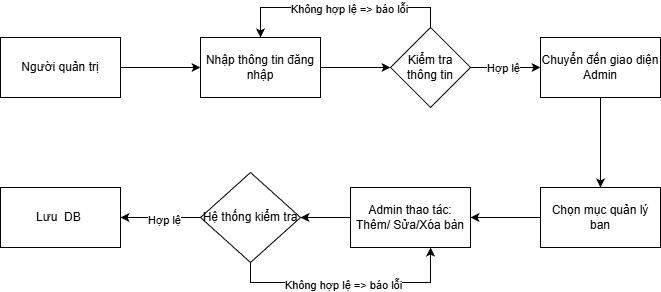 Không hợp lệ => báo lỗi
Người quản trị
Nhập thông tin đăng
nhập
Kiểm tra
thông tin
Hợp lệ
Chuyển đến giao diện
Admin
Lưu DB
Hợp lệ
Hệ thống kiểm tra
Admin thao tác:
Thêm/ Sửa/Xóa bàn
Chọn mục quản lý
ban
Không hợp lệ => báo lỗi